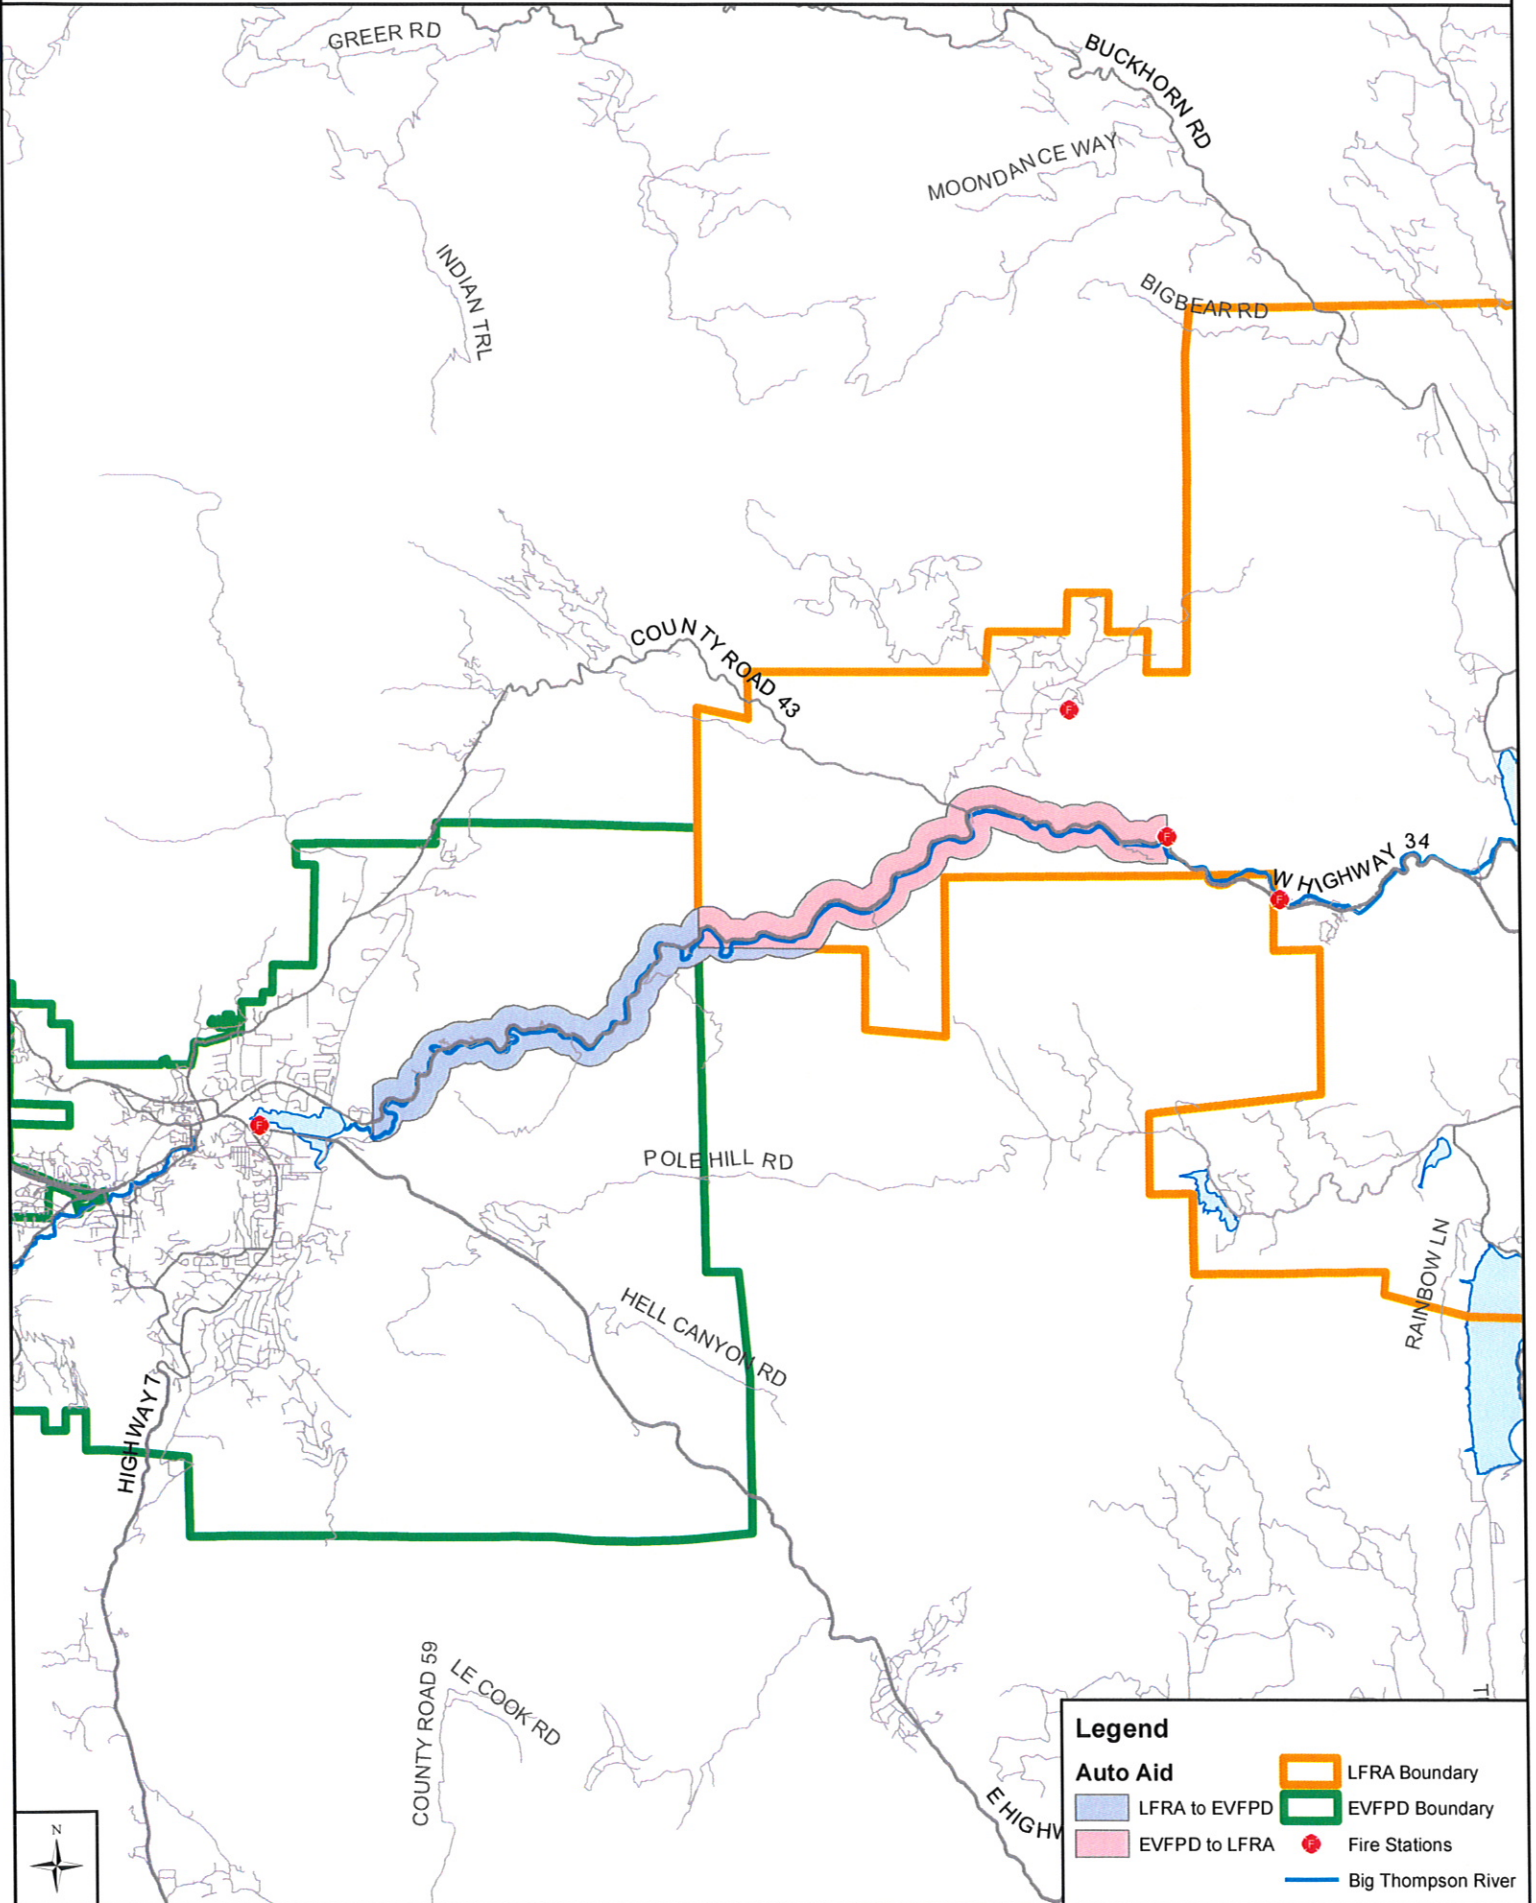 GREER RD
BUCKHORN RD
MOONDANCE WAY
INDIAN TRL
BIGBEAR RD
COUNTY ROAD 43
W HIGHWAY 34
POLE HILL RD
RAINBOW LN
HELL CANYON RD
HIGHWAY 7
COUNTY ROAD 59
LE COOK RD
E HIGHW
T
Legend
Auto Aid
LFRA to EVFPD
EVFPD to LFRA
LFRA Boundary
EVFPD Boundary
F Fire Stations
Big Thompson River
N
F
F
F
F